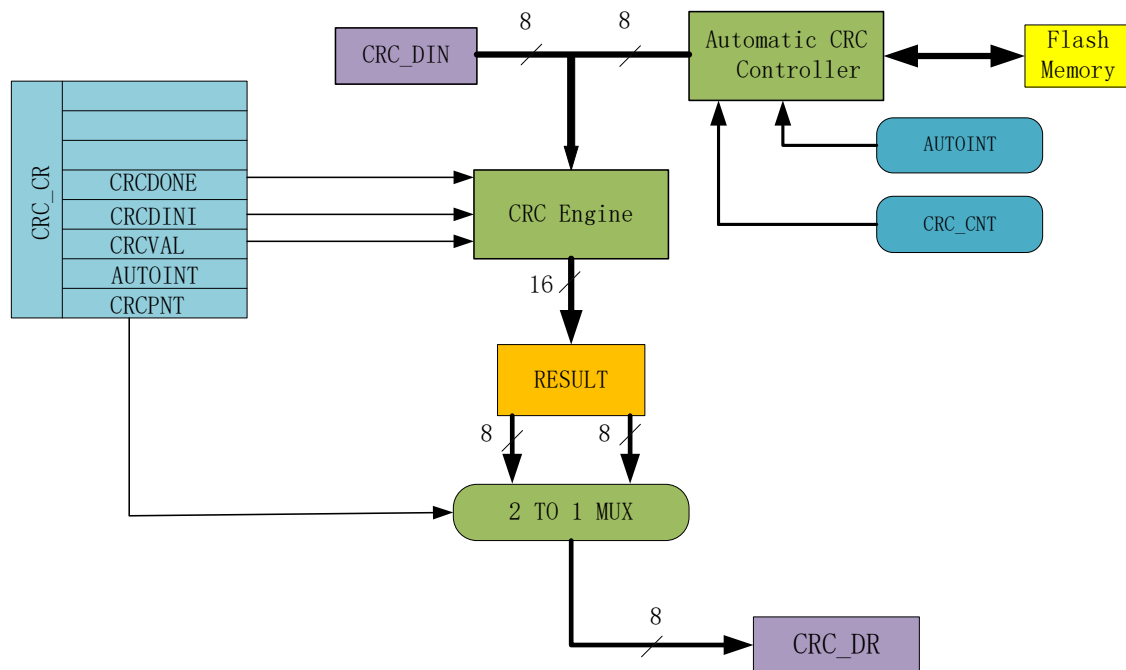 8
8
CRC_DIN
Automatic CRC
Controller
Flash
Memory
AUTOINT
CRC_CNT
CRC_CR
CRCDONE
CRCDINI
CRCVAL
AUTOINT
CRCPNT
CRC Engine
16
RESULT
8
8
2 TO 1 MUX
8
CRC_DR